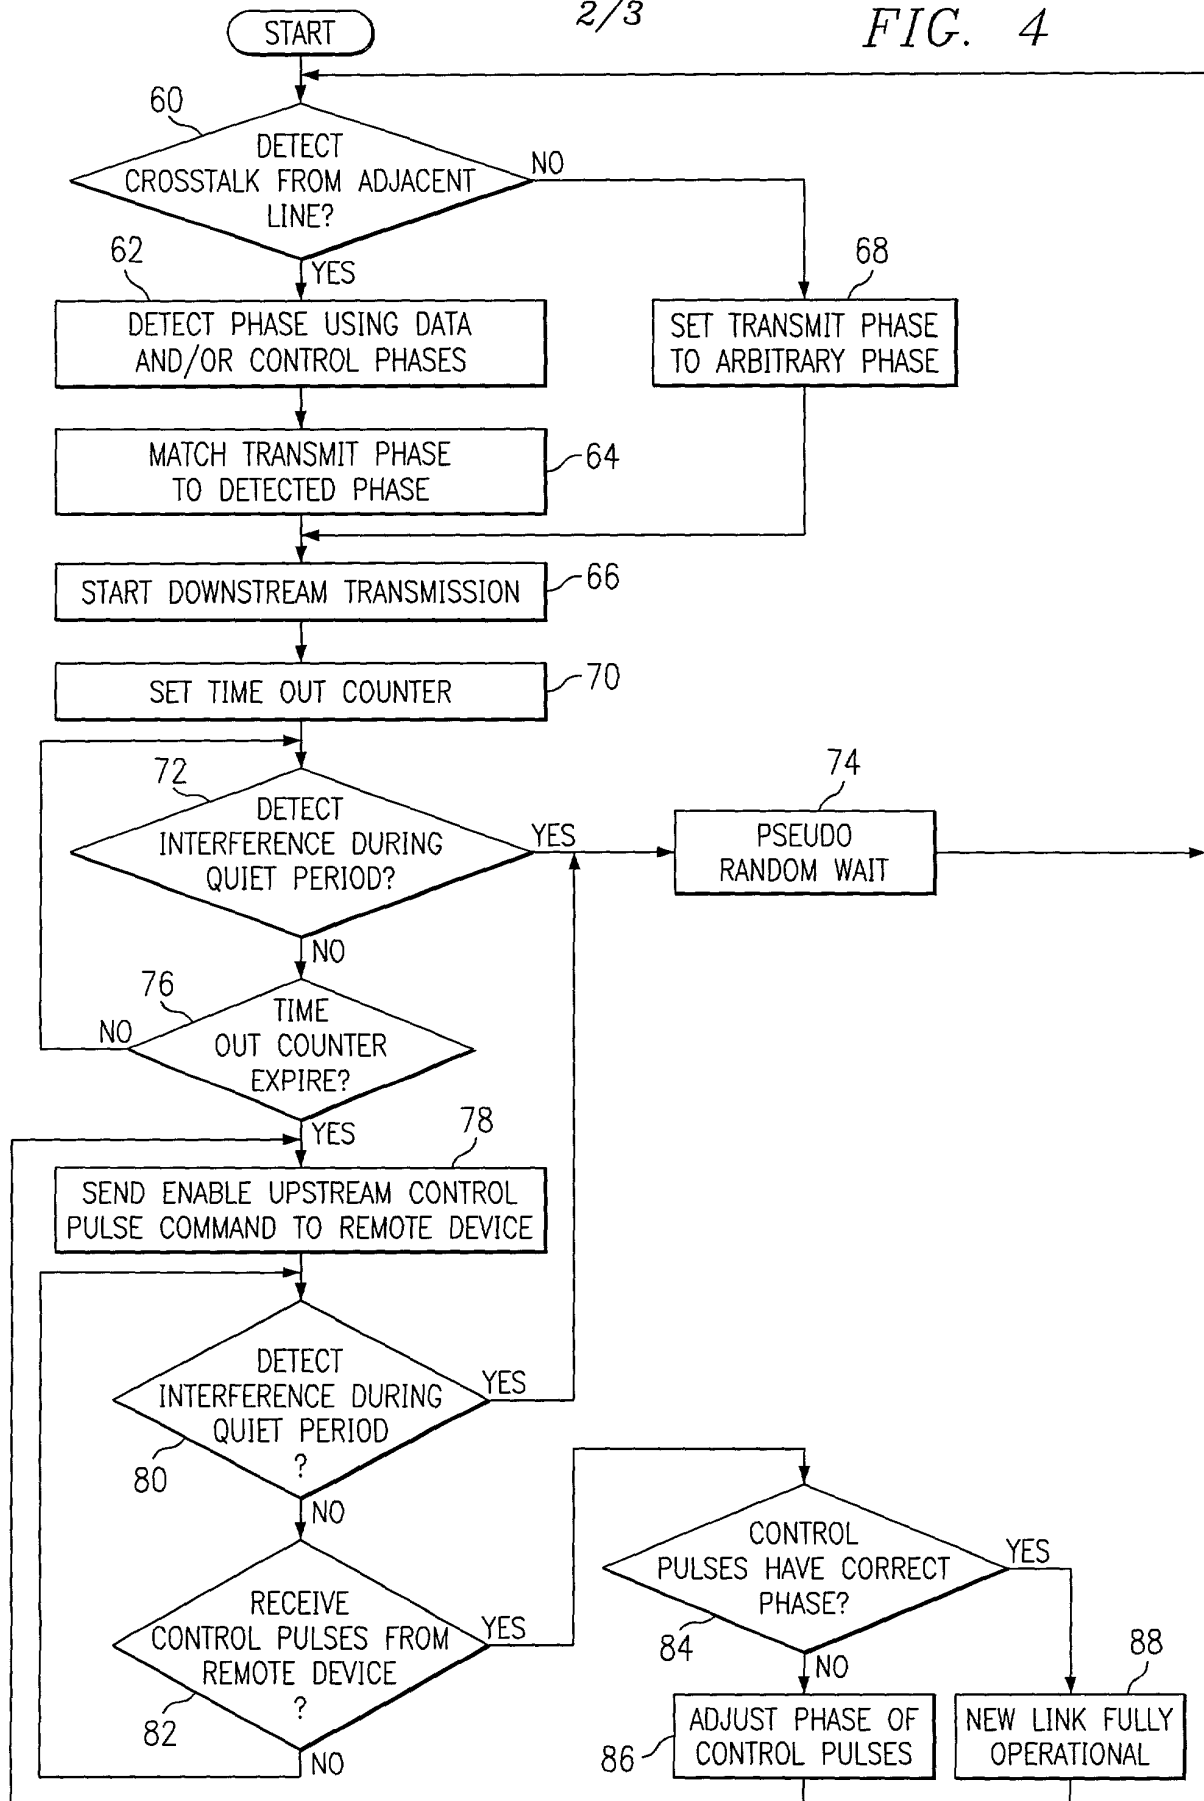 2/3
FIG. 4
START
60
DETECT
CROSSTALK FROM ADJACENT
LINE?
NO
YES
62
DETECT PHASE USING DATA
AND/OR CONTROL PHASES
68
SET TRANSMIT PHASE
TO ARBITRARY PHASE
MATCH TRANSMIT PHASE
TO DETECTED PHASE
64
START DOWNSTREAM TRANSMISSION
66
SET TIME OUT COUNTER
70
72
DETECT
INTERFERENCE DURING
QUIET PERIOD?
YES
NO
74
PSEUDO
RANDOM WAIT
76
TIME
OUT COUNTER
EXPIRE?
NO
YES
78
SEND ENABLE UPSTREAM CONTROL
PULSE COMMAND TO REMOTE DEVICE
DETECT
INTERFERENCE DURING
QUIET PERIOD
?
YES
80
NO
RECEIVE
CONTROL PULSES FROM
REMOTE DEVICE
?
YES
82
NO
CONTROL
PULSES HAVE CORRECT
PHASE?
YES
84
NO
86
ADJUST PHASE OF
CONTROL PULSES
88
NEW LINK FULLY
OPERATIONAL